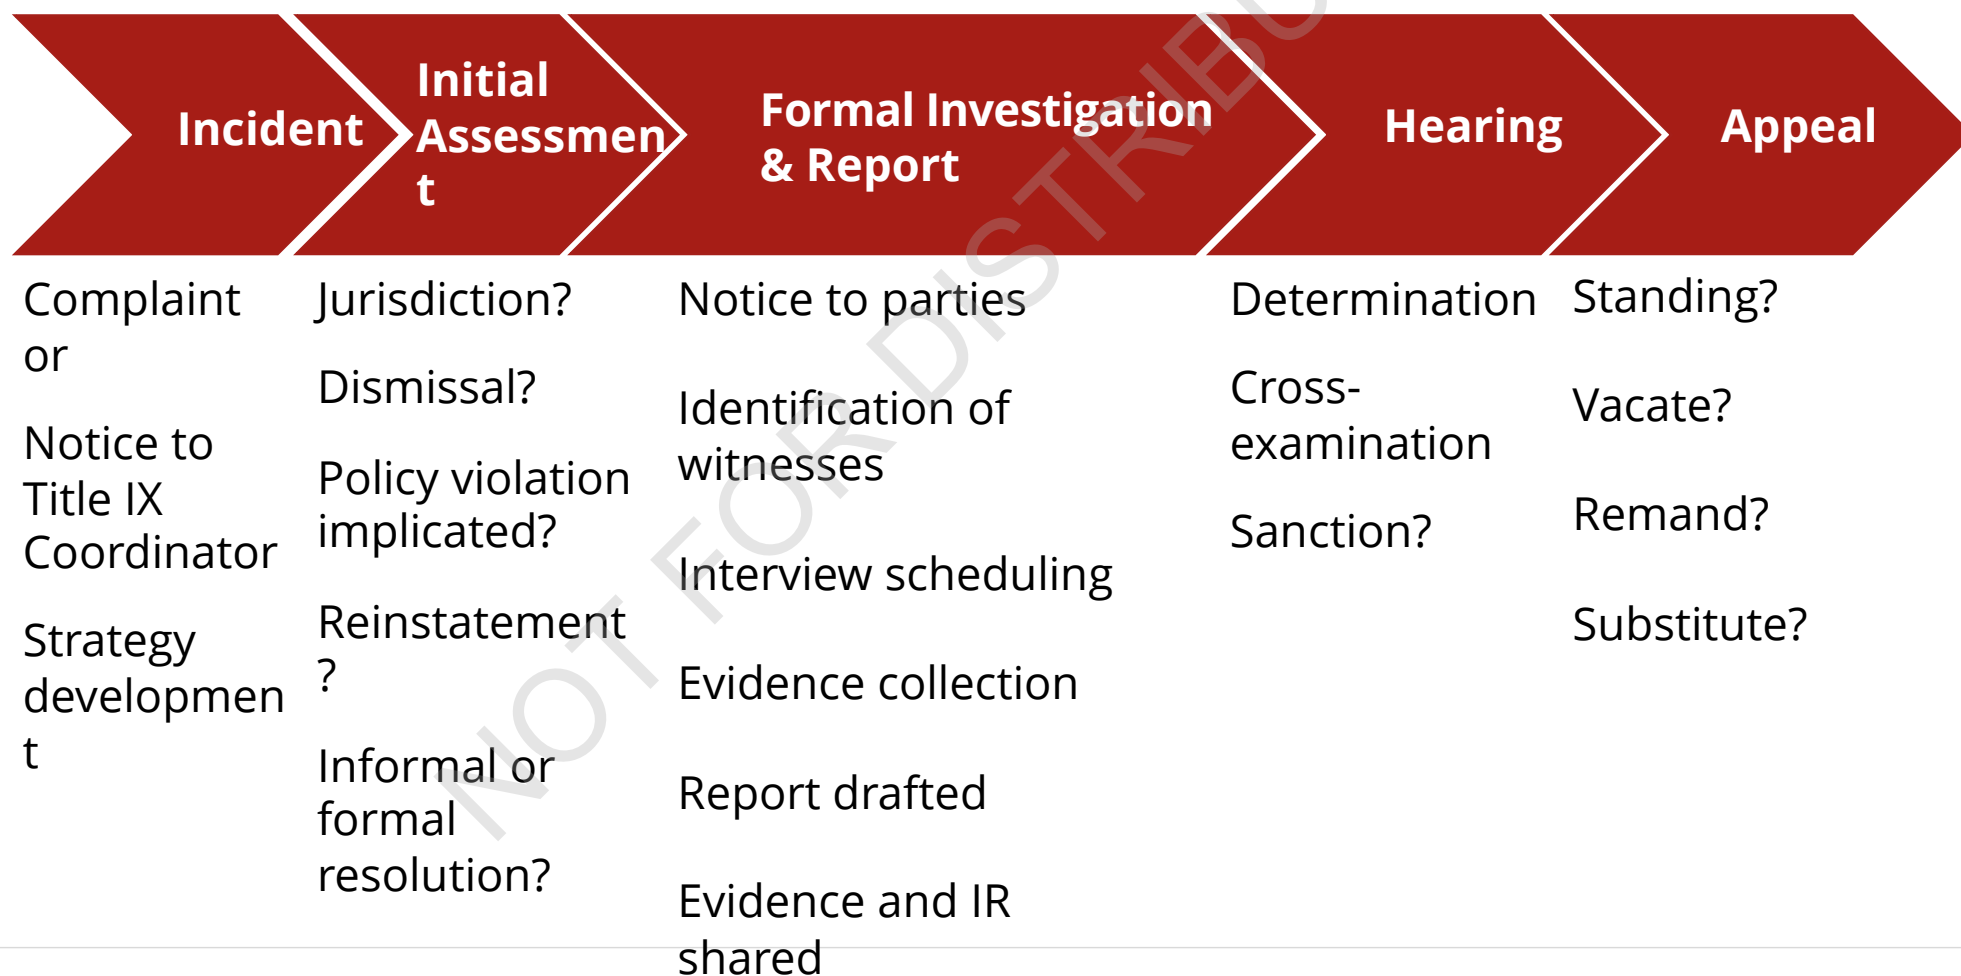 Incident
Initial
Assessmen
t
Formal Investigation
& Report
Hearing
Appeal
Complaint
or
Notice to
Title IX
Coordinator
Strategy
developmen
t
Jurisdiction?
Dismissal?
Policy violation
implicated?
Reinstatement
?
Informal or
formal
resolution?
Notice to parties
Identification of
witnesses
Interview scheduling
Evidence collection
Report drafted
Evidence and IR
shared
Determination
Cross-
examination
Sanction?
Standing?
Vacate?
Remand?
Substitute?
NOT FOR DISTRIBU